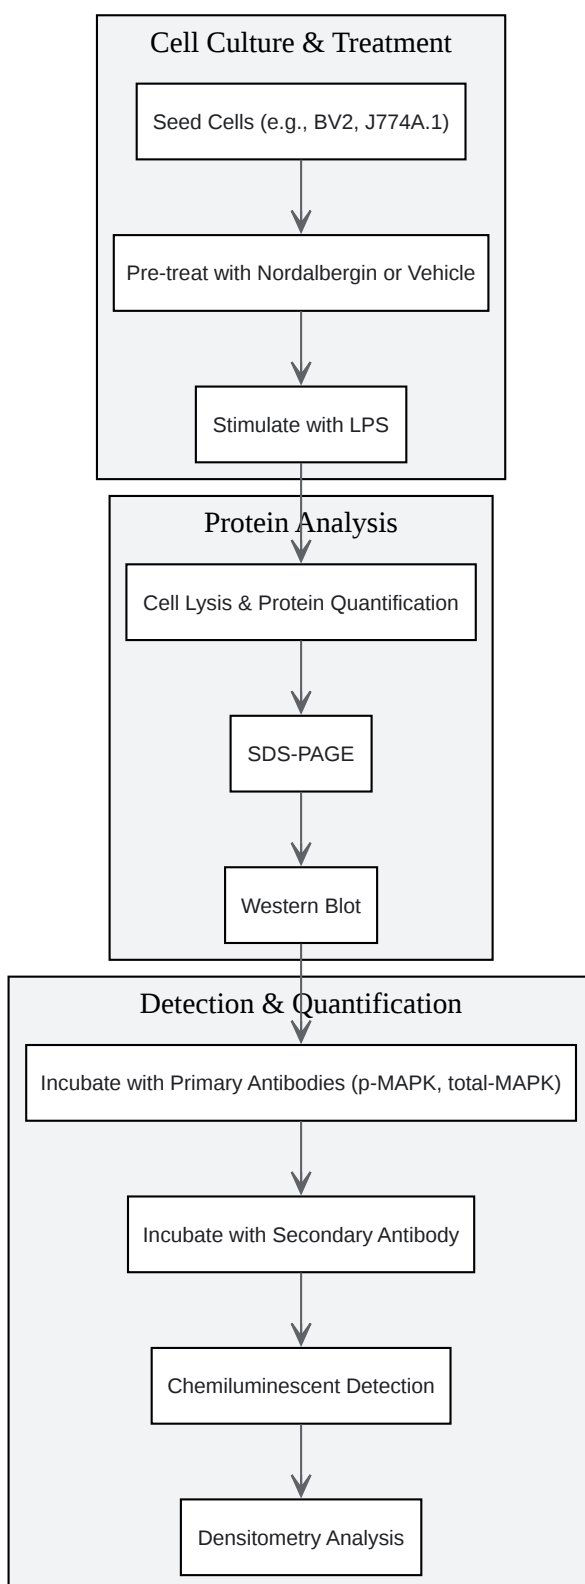 Cell Culture & Treatment
Seed Cells (e.g., BV2, J774A.1)
Pre-treat with Nordalbergin or Vehicle
Stimulate with LPS
Protein Analysis
Cell Lysis & Protein Quantification
SDS-PAGE
Western Blot
Detection & Quantification
Incubate with Primary Antibodies (p-MAPK, total-MAPK)
Incubate with Secondary Antibody
Chemiluminescent Detection
Densitometry Analysis